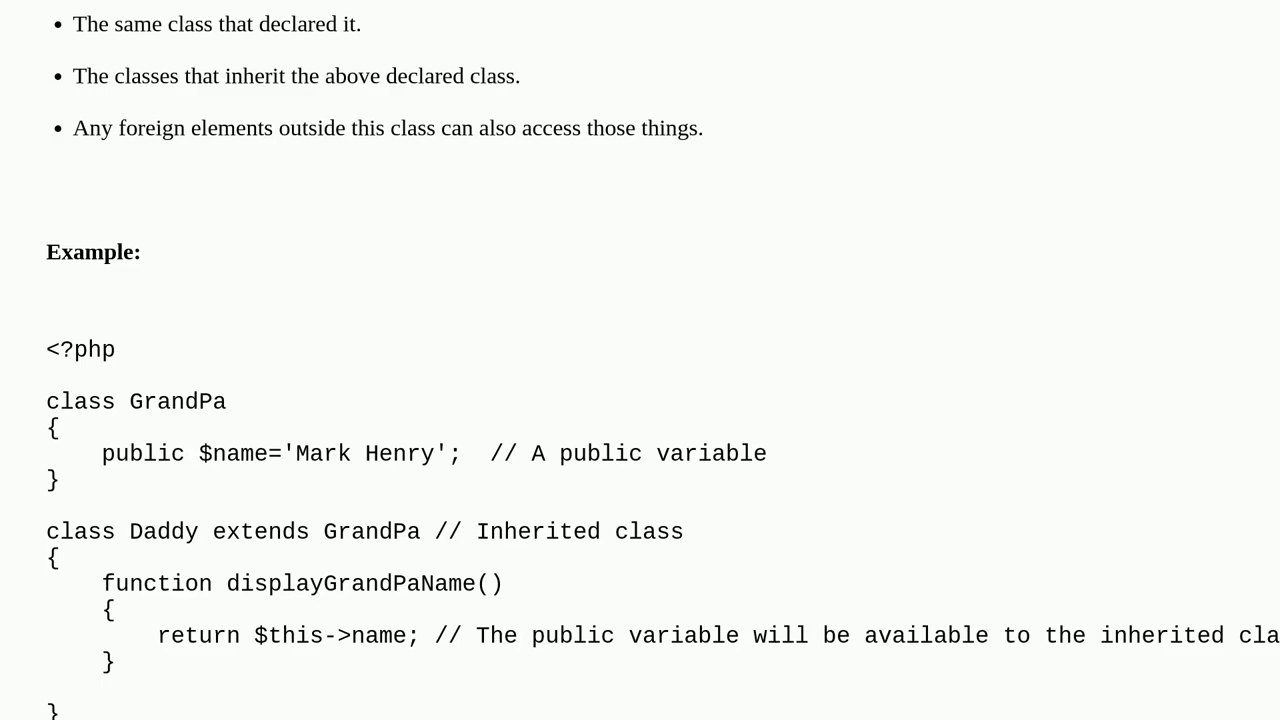 • The same class that declared it.
• The classes that inherit the above declared class.
• Any foreign elements outside this class can also access those things.
Example:
<?php
class GrandPa
{
    public $name='Mark Henry';  // A public variable
}
class Daddy extends GrandPa // Inherited class
{
    function displayGrandPaName()
    {
        return $this->name; // The public variable will be available to the inherited cla
    }
}